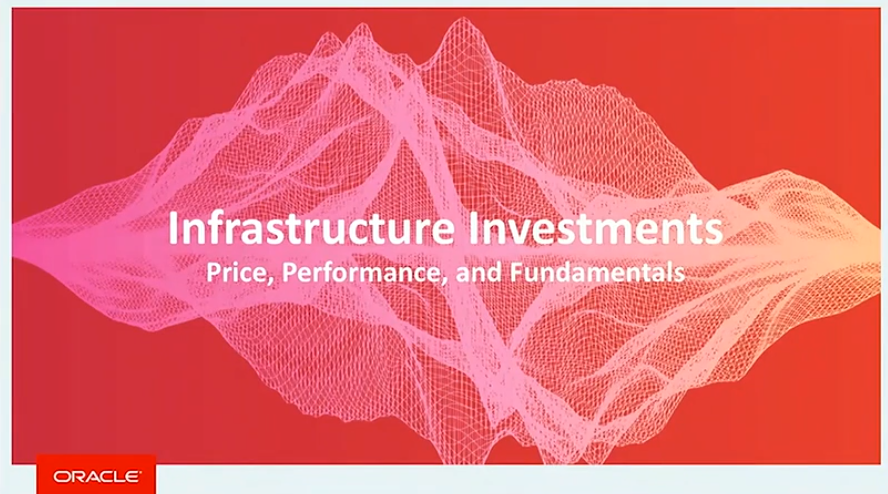 Infrastructure Investments
Price, Performance, and Fundamentals
ORACLE